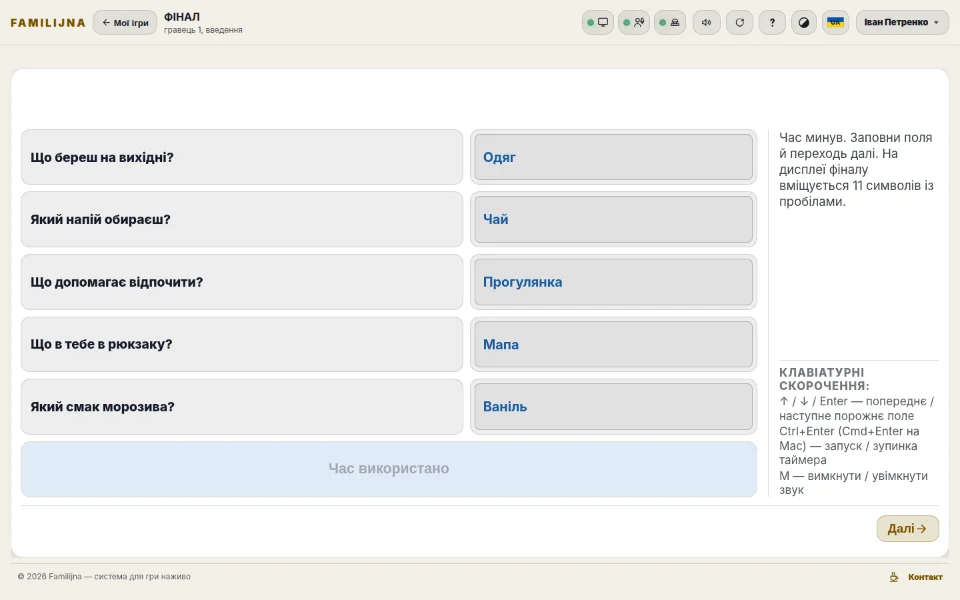 FAMILIJNA
← Мої ігри
ФІНАЛ
гравець 1, введення
?
UA
Іван Петренко
Що береш на вихідні?
Одяг
Який напій обираєш?
Чай
Що допомагає відпочити?
Прогулянка
Що в тебе в рюкзаку?
Мапа
Який смак морозива?
Ваніль
Час використано
Час минув. Заповни поля
й переходь далі. На
дисплеї фіналу
вміщується 11 символів із
пробілами.
КЛАВІАТУРНІ
СКОРОЧЕННЯ:
↑ / ↓ / Enter — попереднє /
наступне порожнє поле
Ctrl+Enter (Cmd+Enter на
Mac) — запуск / зупинка
таймера
M — вимкнути / увімкнути
звук
Далі →
© 2026 Familijna — система для гри наживо
Контакт